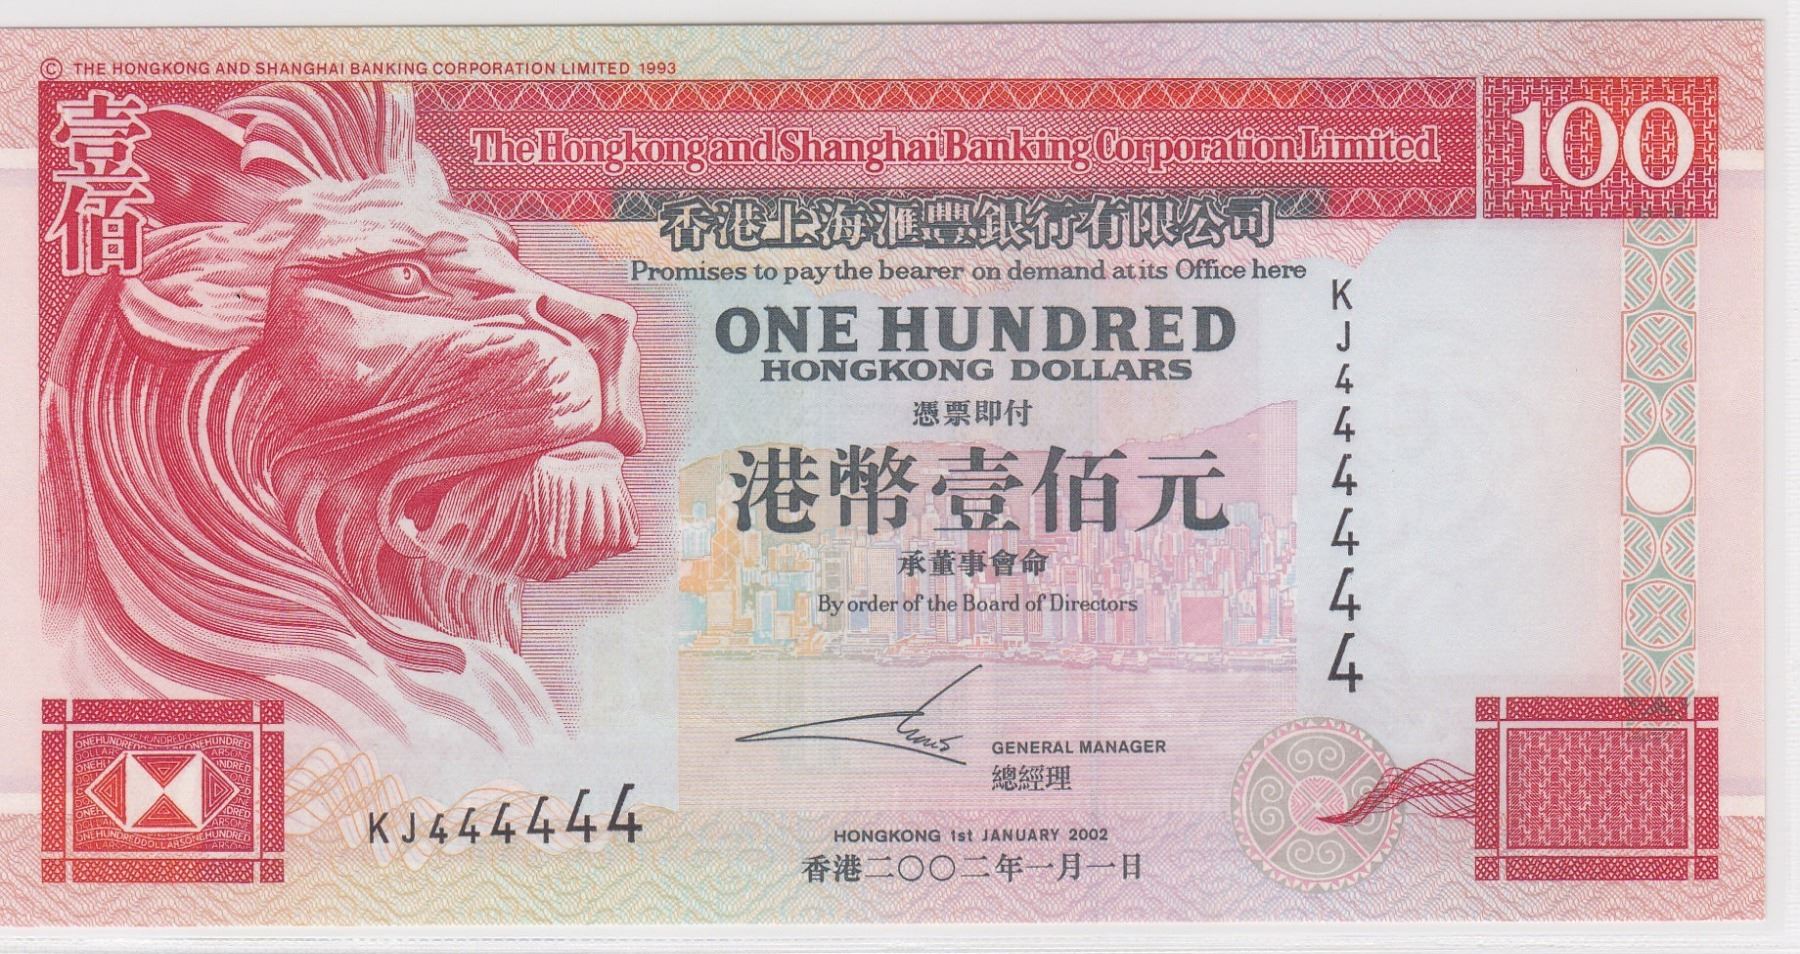 © THE HONGKONG AND SHANGHAI BANKING CORPORATION LIMITED 1993
壹佰
The Hongkong and Shanghai Banking Corporation Limited
100
香港上海滙豐銀行有限公司
Promises to pay the bearer on demand at its Office here
ONE HUNDRED
HONGKONG DOLLARS
KJ444444
憑票即付
港幣壹佰元
承董事會命
By order of the Board of Directors
GENERAL MANAGER
總經理
KJ444444
HONGKONG 1st JANUARY 2002
香港二〇〇二年一月一日